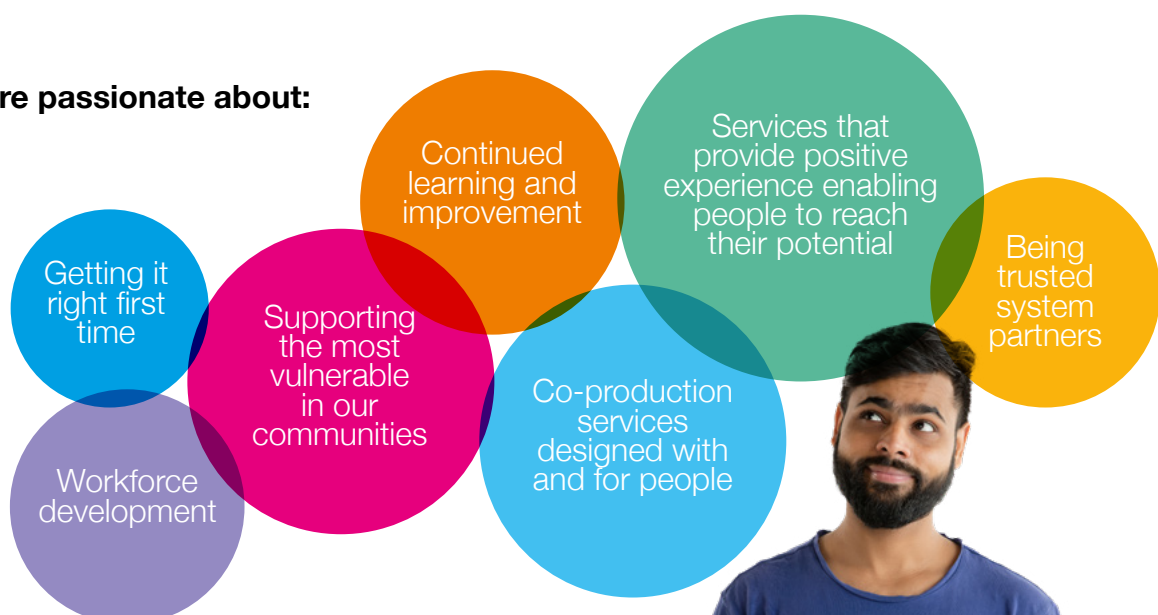 re passionate about:
Getting it
right first
time
Workforce
development
Supporting
the most
vulnerable
in our
communities
Continued
learning and
improvement
Co-production
services
designed with
and for people
Services that
provide positive
experience enabling
people to reach
their potential
Being
trusted
system
partners